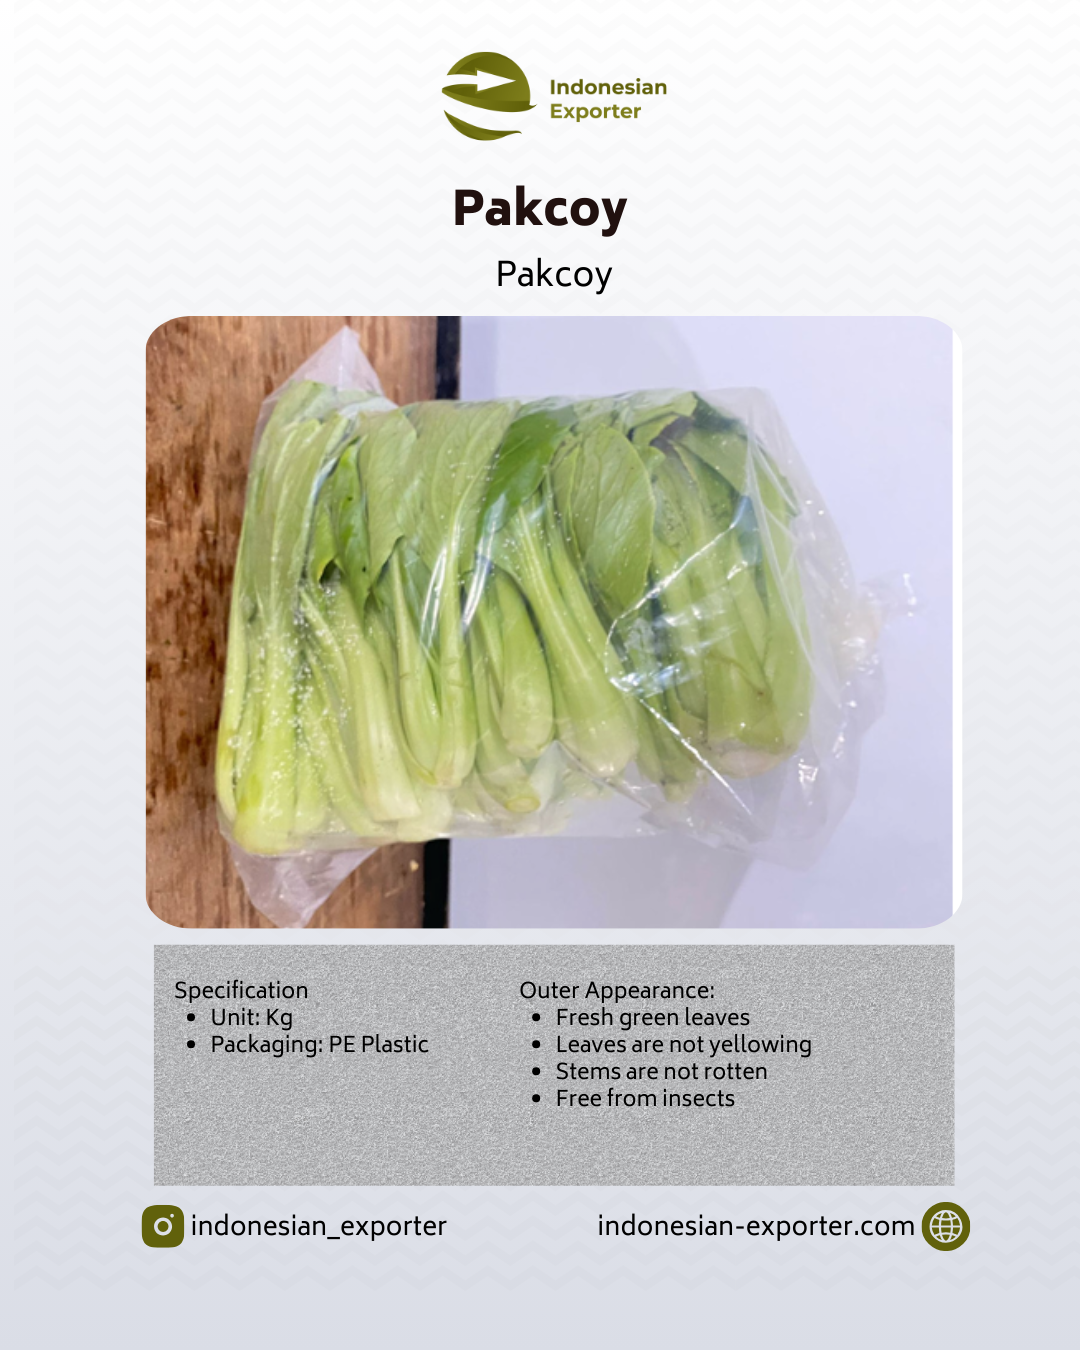 Indonesian
Exporter
Pakcoy
Pakcoy
Specification
• Unit: Kg
• Packaging: PE Plastic
Outer Appearance:
• Fresh green leaves
• Leaves are not yellowing
• Stems are not rotten
• Free from insects
indonesian_exporter
indonesian-exporter.com